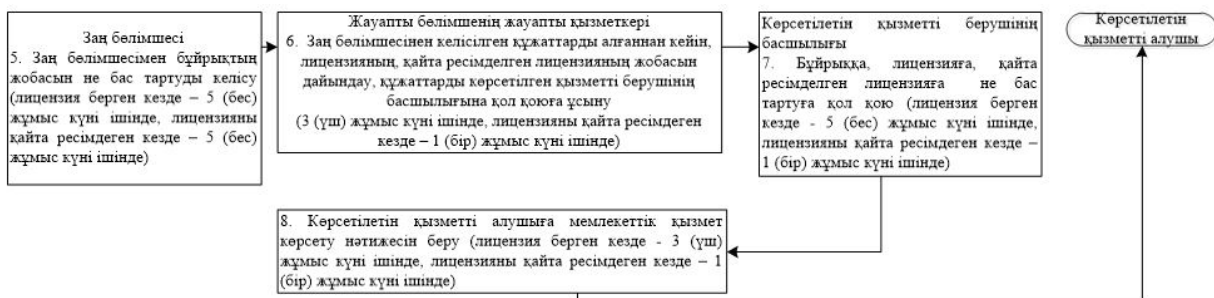 Заң бөлімшесі
5. Заң бөлімшесімен бұйрықтың
жобасын не бас тартуды келісу
(лицензия берген кезде – 5 (бес)
жұмыс күні ішінде, лицензияны
қайта ресімдеген кезде – 5 (бес)
жұмыс күні ішінде)
Жауапты бөлімшенің жауапты қызметкері
6. Заң бөлімшесінен келісілген құжаттарды алғаннан кейін,
лицензияның, қайта ресімделген лицензияның жобасын
дайындау, құжаттарды көрсетілген қызметті берушінің
басшылығына қол қоюға ұсыну
(3 (үш) жұмыс күні ішінде, лицензияны қайта ресімдеген
кезде – 1 (бір) жұмыс күні ішінде)
Көрсетілетін қызметті берушінің
басшылығы
7. Бұйрыққа, лицензияға, қайта
ресімделген лицензияға не бас
тартуға қол қою (лицензия берген
кезде - 5 (бес) жұмыс күні ішінде,
лицензияны қайта ресімдеген кезде –
1 (бір) жұмыс күні ішінде)
Көрсетілетін
қызметті алушы
8. Көрсетілетін қызметті алушыға мемлекеттік қызмет
көрсету нәтижесін беру (лицензия берген кезде - 3 (үш)
жұмыс күні ішінде, лицензияны қайта ресімдеген кезде – 1
(бір) жұмыс күні ішінде)